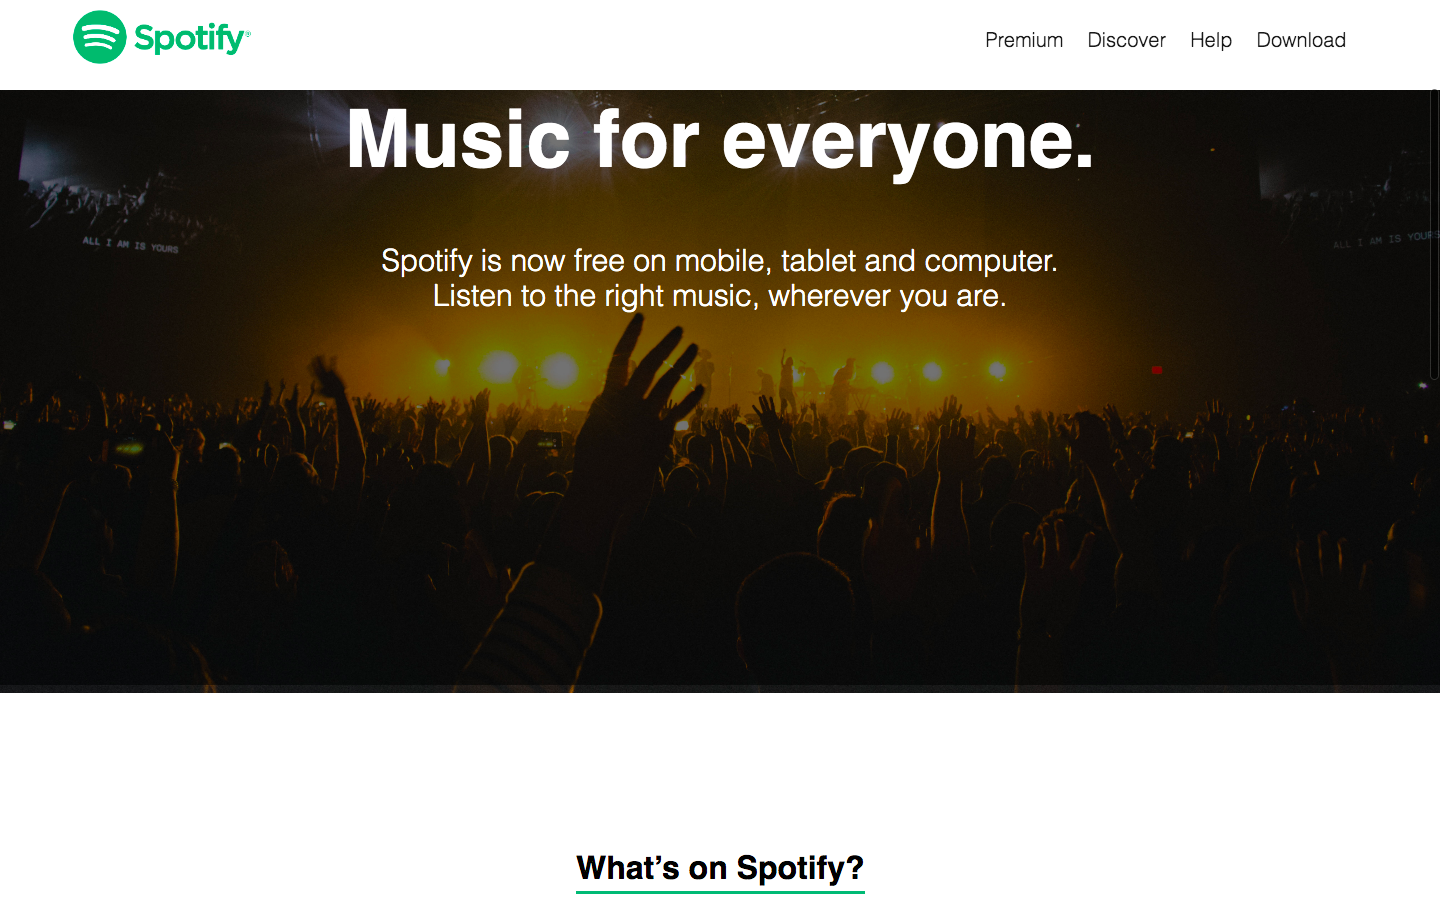 Spotify®
Premium Discover Help Download
Music for everyone.
ALL I AM IS YOURS
ALL I AM IS YOURS
Spotify is now free on mobile, tablet and computer.
Listen to the right music, wherever you are.
What’s on Spotify?